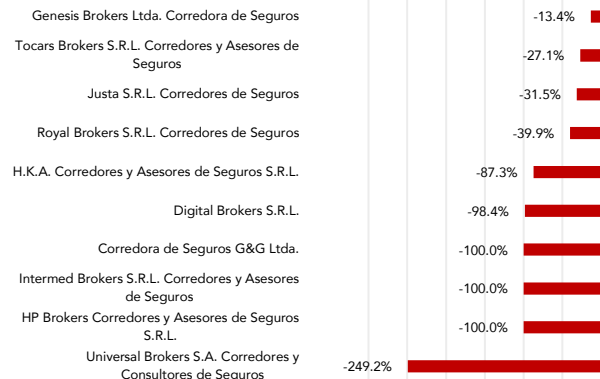 Genesis Brokers Ltda. Corredora de Seguros
-13.4%
Tocars Brokers S.R.L. Corredores y Asesores de
Seguros
-27.1%
Justa S.R.L. Corredores de Seguros
-31.5%
Royal Brokers S.R.L. Corredores de Seguros
-39.9%
H.K.A. Corredores y Asesores de Seguros S.R.L.
-87.3%
Digital Brokers S.R.L.
-98.4%
Corredora de Seguros G&G Ltda.
-100.0%
Intermed Brokers S.R.L. Corredores y Asesores
de Seguros
-100.0%
HP Brokers Corredores y Asesores de Seguros
S.R.L.
-100.0%
Universal Brokers S.A. Corredores y
Consultores de Seguros
-249.2%